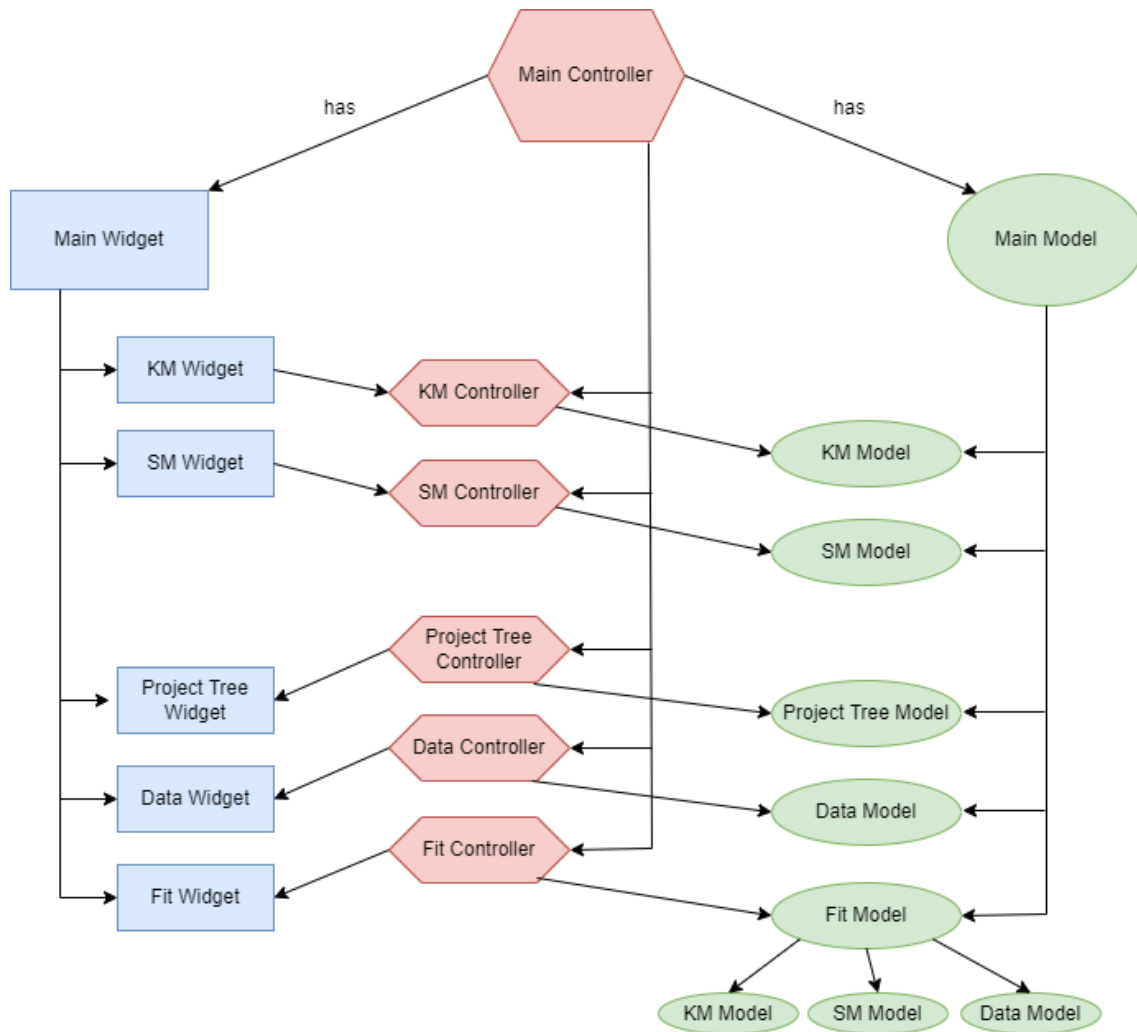 Main Controller
has
has
Main Widget
Main Model
KM Widget
KM Controller
KM Model
SM Widget
SM Controller
SM Model
Project Tree
Controller
Project Tree
Widget
Project Tree Model
Data Controller
Data Widget
Data Model
Fit Controller
Fit Widget
Fit Model
KM Model
SM Model
Data Model